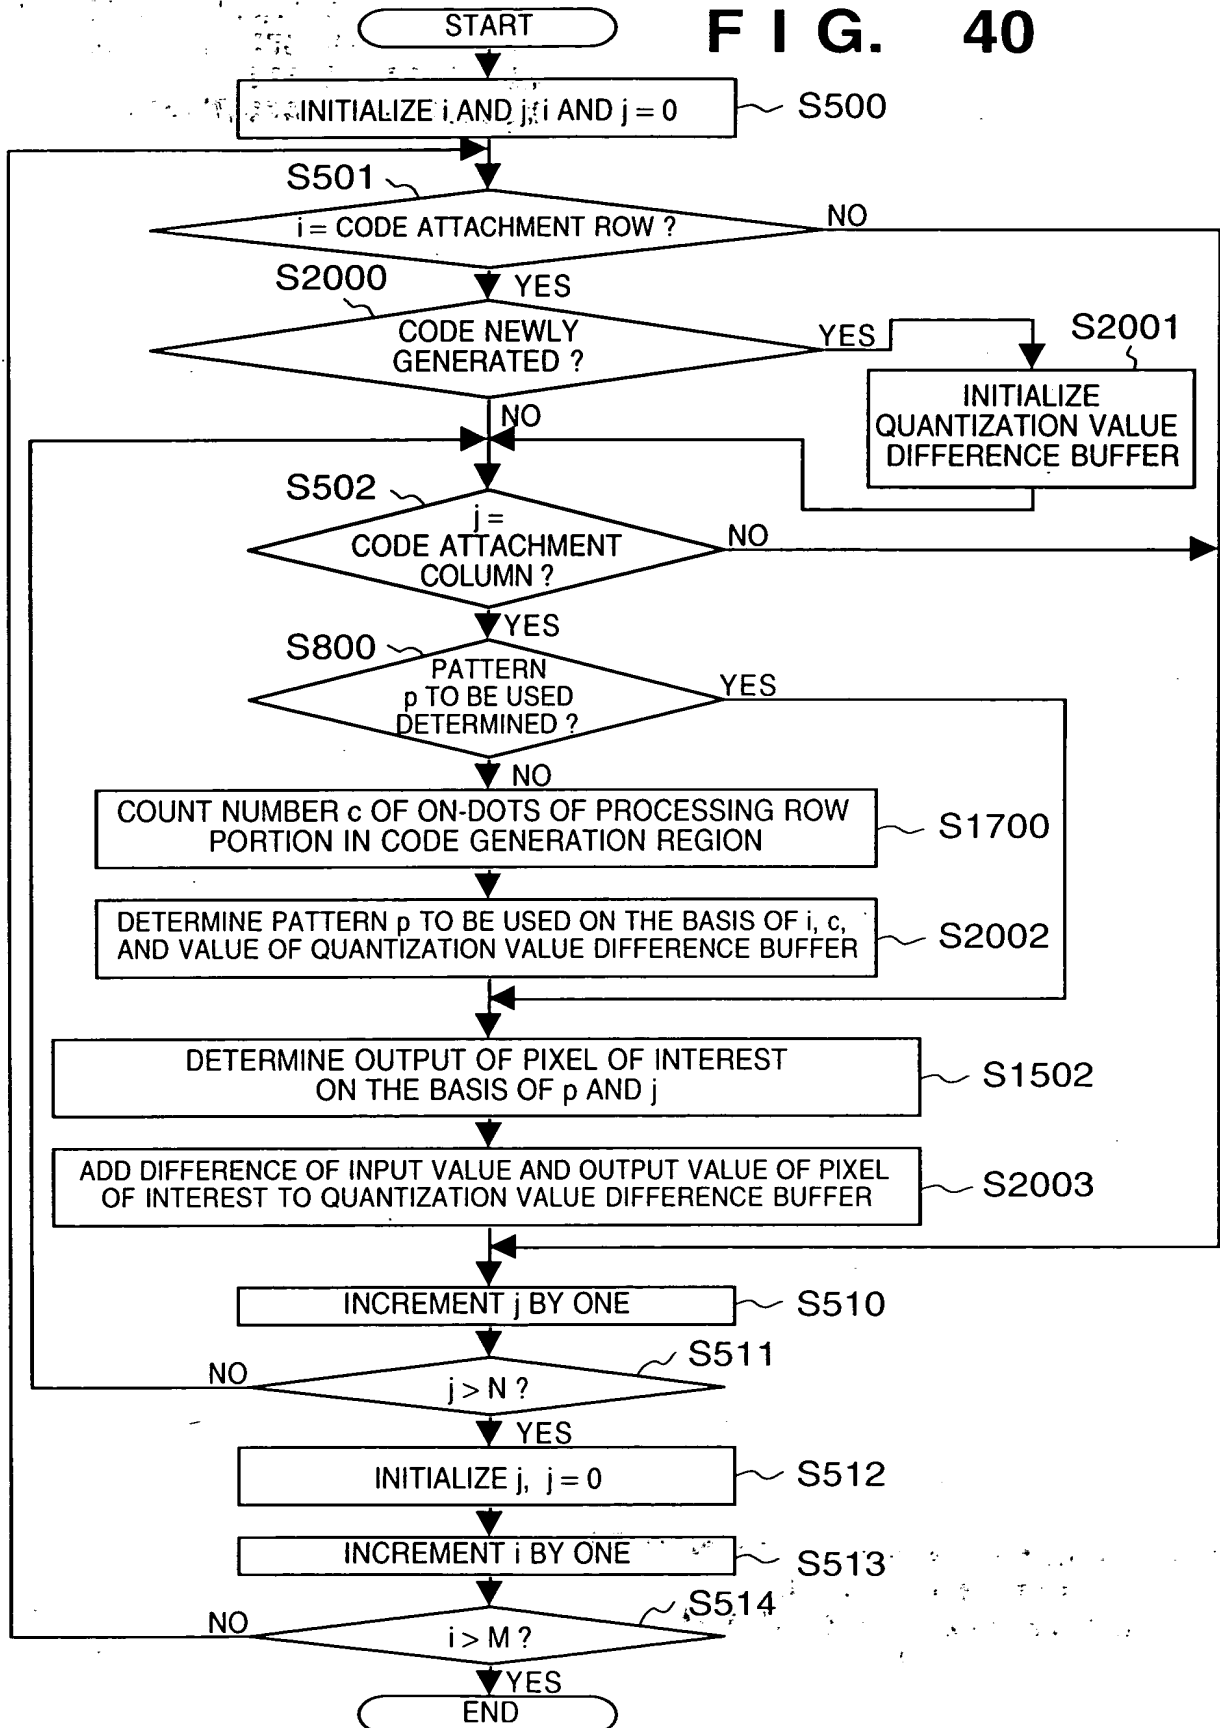 START
FIG. 40
INITIALIZE i AND j, i AND j = 0
S500
S501
i = CODE ATTACHMENT ROW ?
NO
YES
S2000
CODE NEWLY
GENERATED ?
YES
S2001
INITIALIZE
QUANTIZATION VALUE
DIFFERENCE BUFFER
NO
S502
j =
CODE ATTACHMENT
COLUMN ?
NO
YES
S800
PATTERN
p TO BE USED
DETERMINED ?
YES
NO
COUNT NUMBER c OF ON-DOTS OF PROCESSING ROW
PORTION IN CODE GENERATION REGION
S1700
DETERMINE PATTERN p TO BE USED ON THE BASIS OF i, c,
AND VALUE OF QUANTIZATION VALUE DIFFERENCE BUFFER
S2002
DETERMINE OUTPUT OF PIXEL OF INTEREST
ON THE BASIS OF p AND j
S1502
ADD DIFFERENCE OF INPUT VALUE AND OUTPUT VALUE OF PIXEL
OF INTEREST TO QUANTIZATION VALUE DIFFERENCE BUFFER
S2003
INCREMENT j BY ONE
S510
S511
NO
j > N ?
YES
INITIALIZE j, j = 0
S512
INCREMENT i BY ONE
S513
S514
NO
i > M ?
YES
END